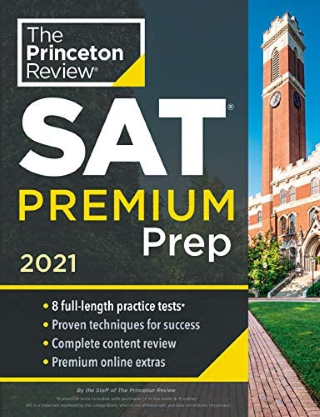 The
Princeton
Review®
SAT®
PREMIUM
Prep
2021
• 8 full-length practice tests*
• Proven techniques for success
• Complete content review
• Premium online extras
By the Staff of The Princeton Review